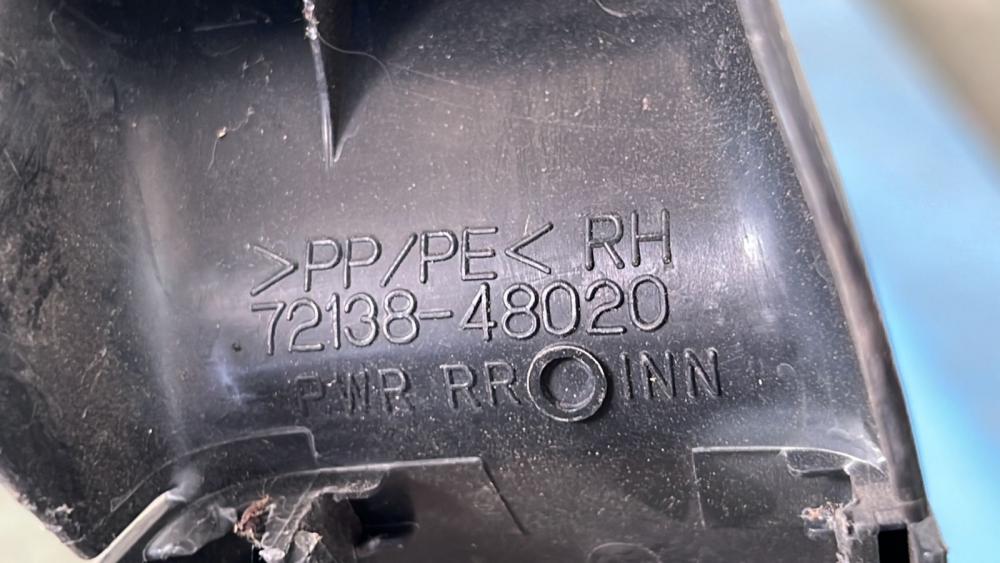 >PP/PE< RH
72138-48020
PWR RR INN